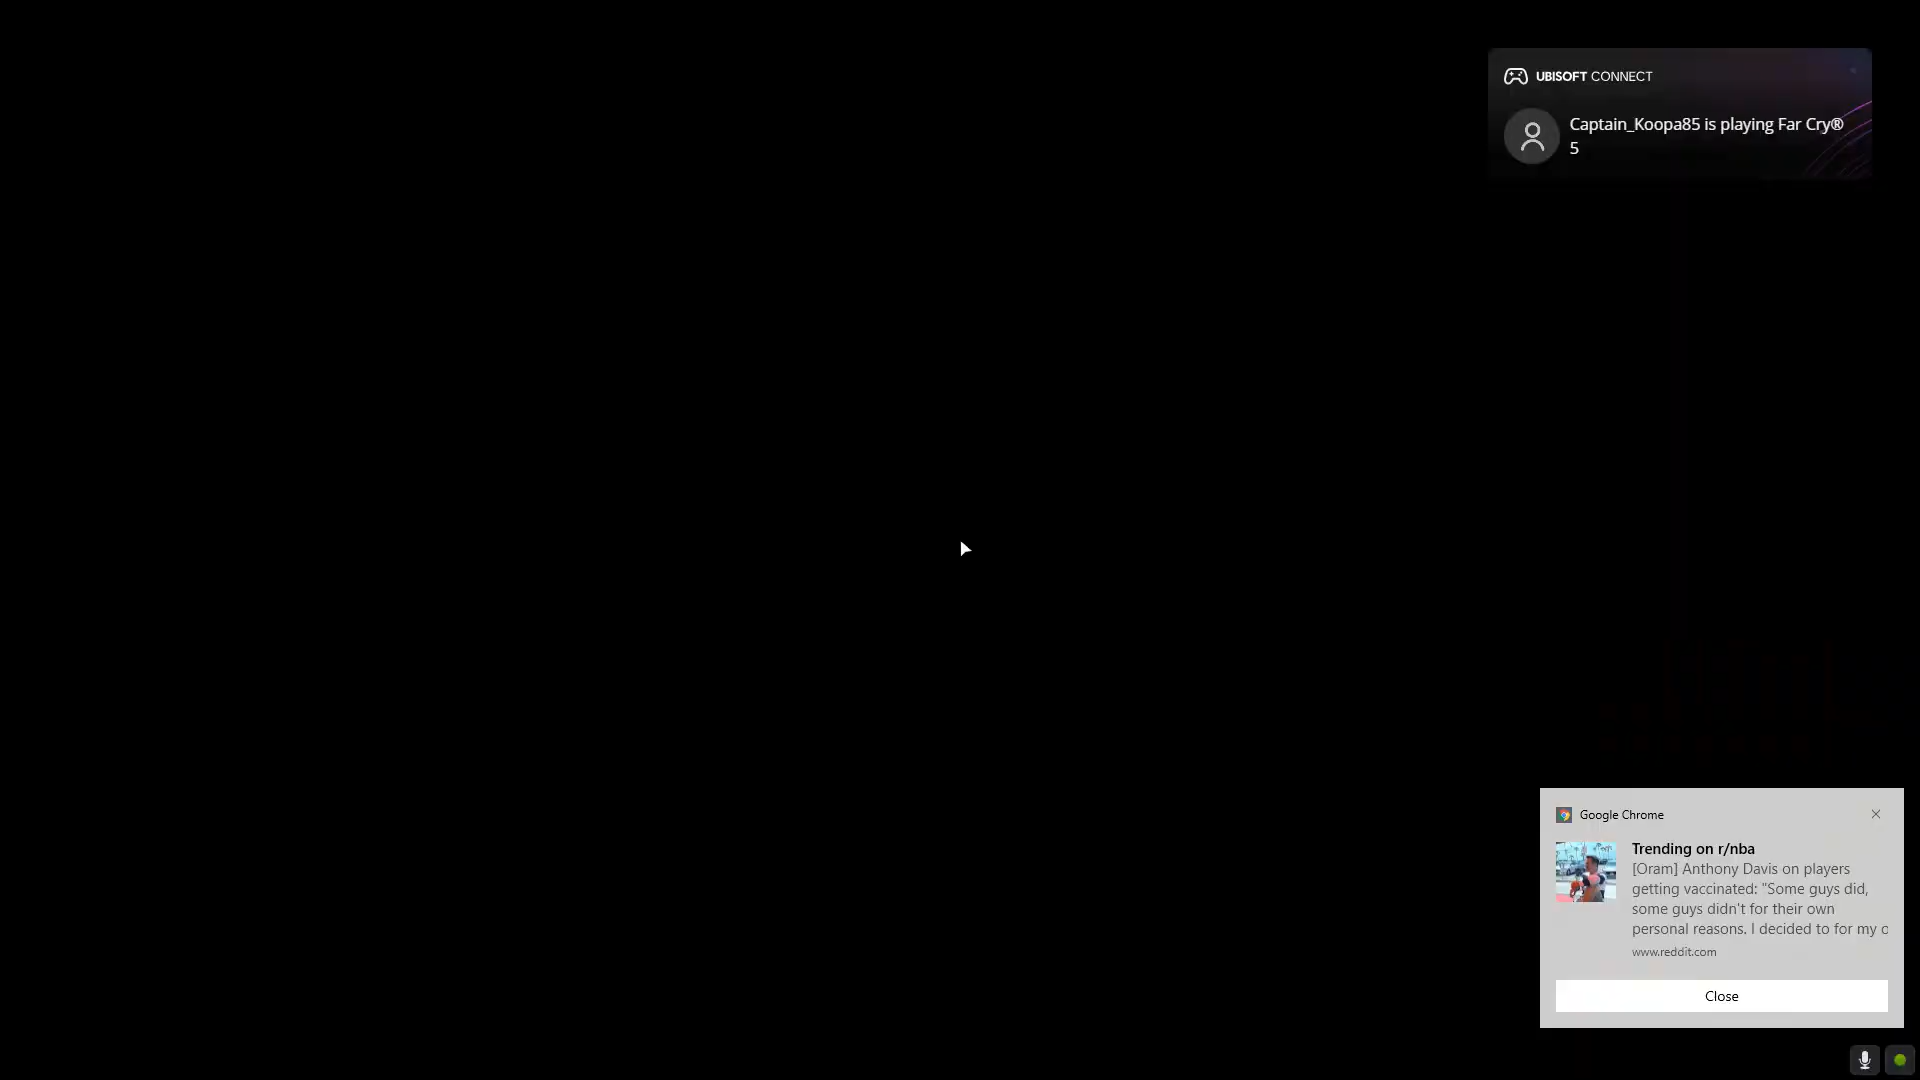 UBISOFT CONNECT
Captain_Koopa85 is playing Far Cry®
5
Google Chrome
Trending on r/nba
[Oram] Anthony Davis on players
getting vaccinated: "Some guys did,
some guys didn't for their own
personal reasons. I decided to for my o
www.reddit.com
Close